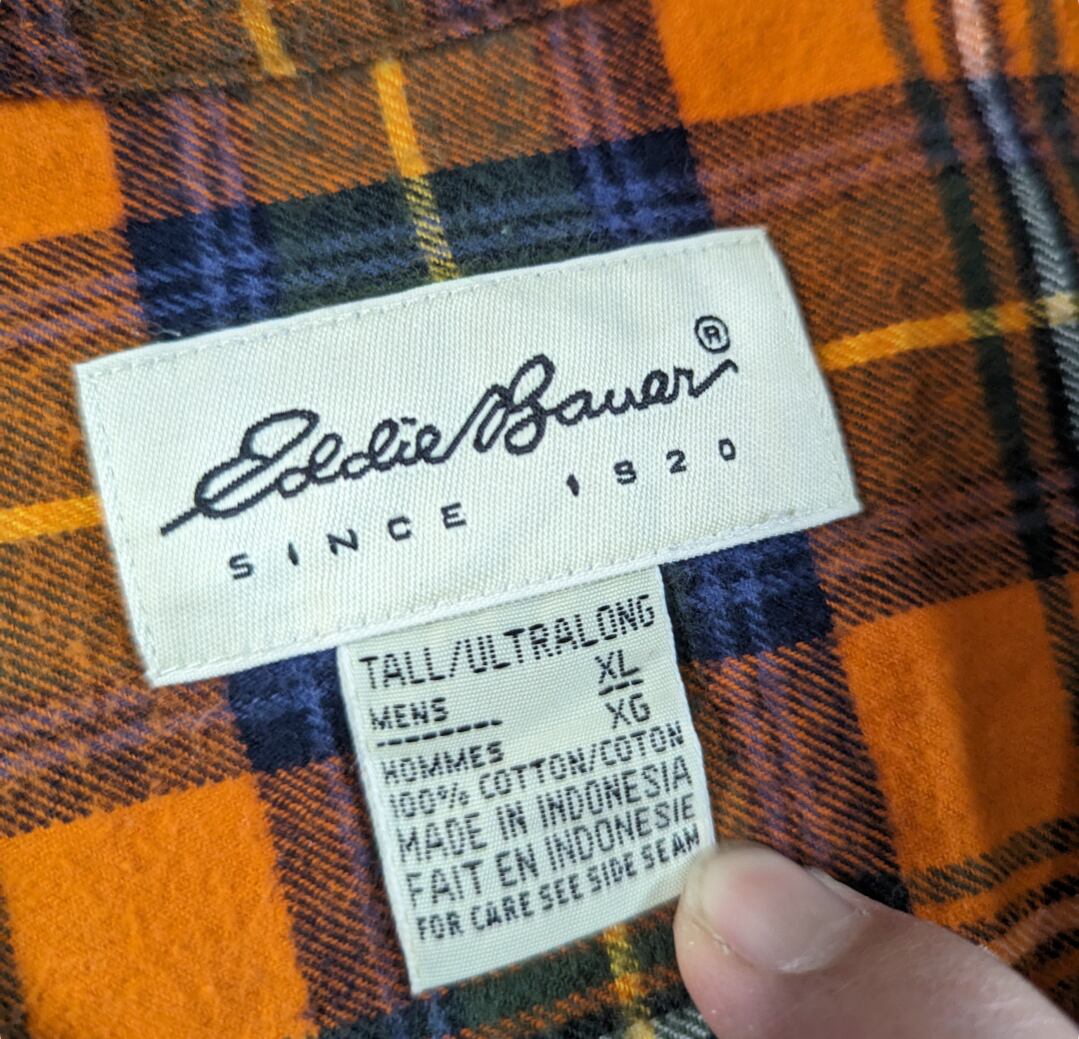 Eddie Bauer®
SINCE 1920
TALL/ULTRALONG
XL
MENS
XG
HOMMES
100% COTTON/COTON
MADE IN INDONESIA
FAIT EN INDONESIE
FOR CARE SEE SIDE SEAM